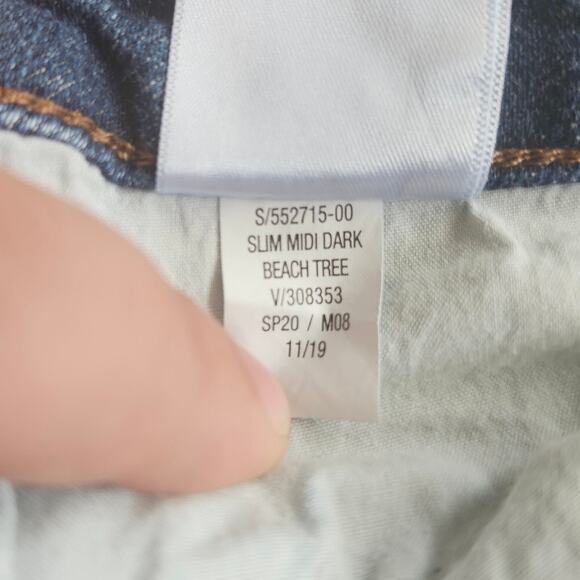 S/552715-00
SLIM MIDI DARK
BEACH TREE
V/308353
SP20 / M08
11/19